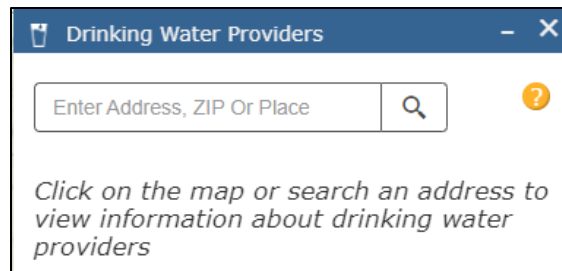 Drinking Water Providers
Enter Address, ZIP Or Place
?
Click on the map or search an address to
view information about drinking water
providers